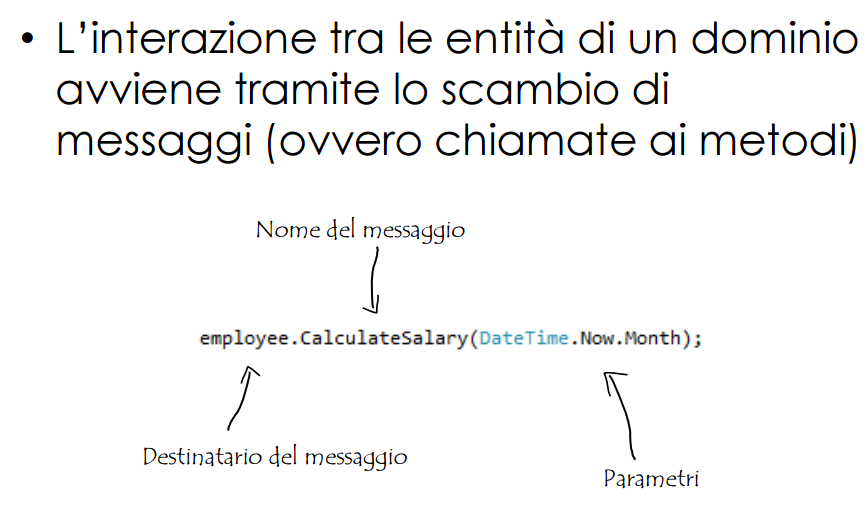 • L’interazione tra le entità di un dominio
avviene tramite lo scambio di
messaggi (ovvero chiamate ai metodi)
Nome del messaggio
employee.CalculateSalary(DateTime.Now.Month);
Destinatario del messaggio
Parametri